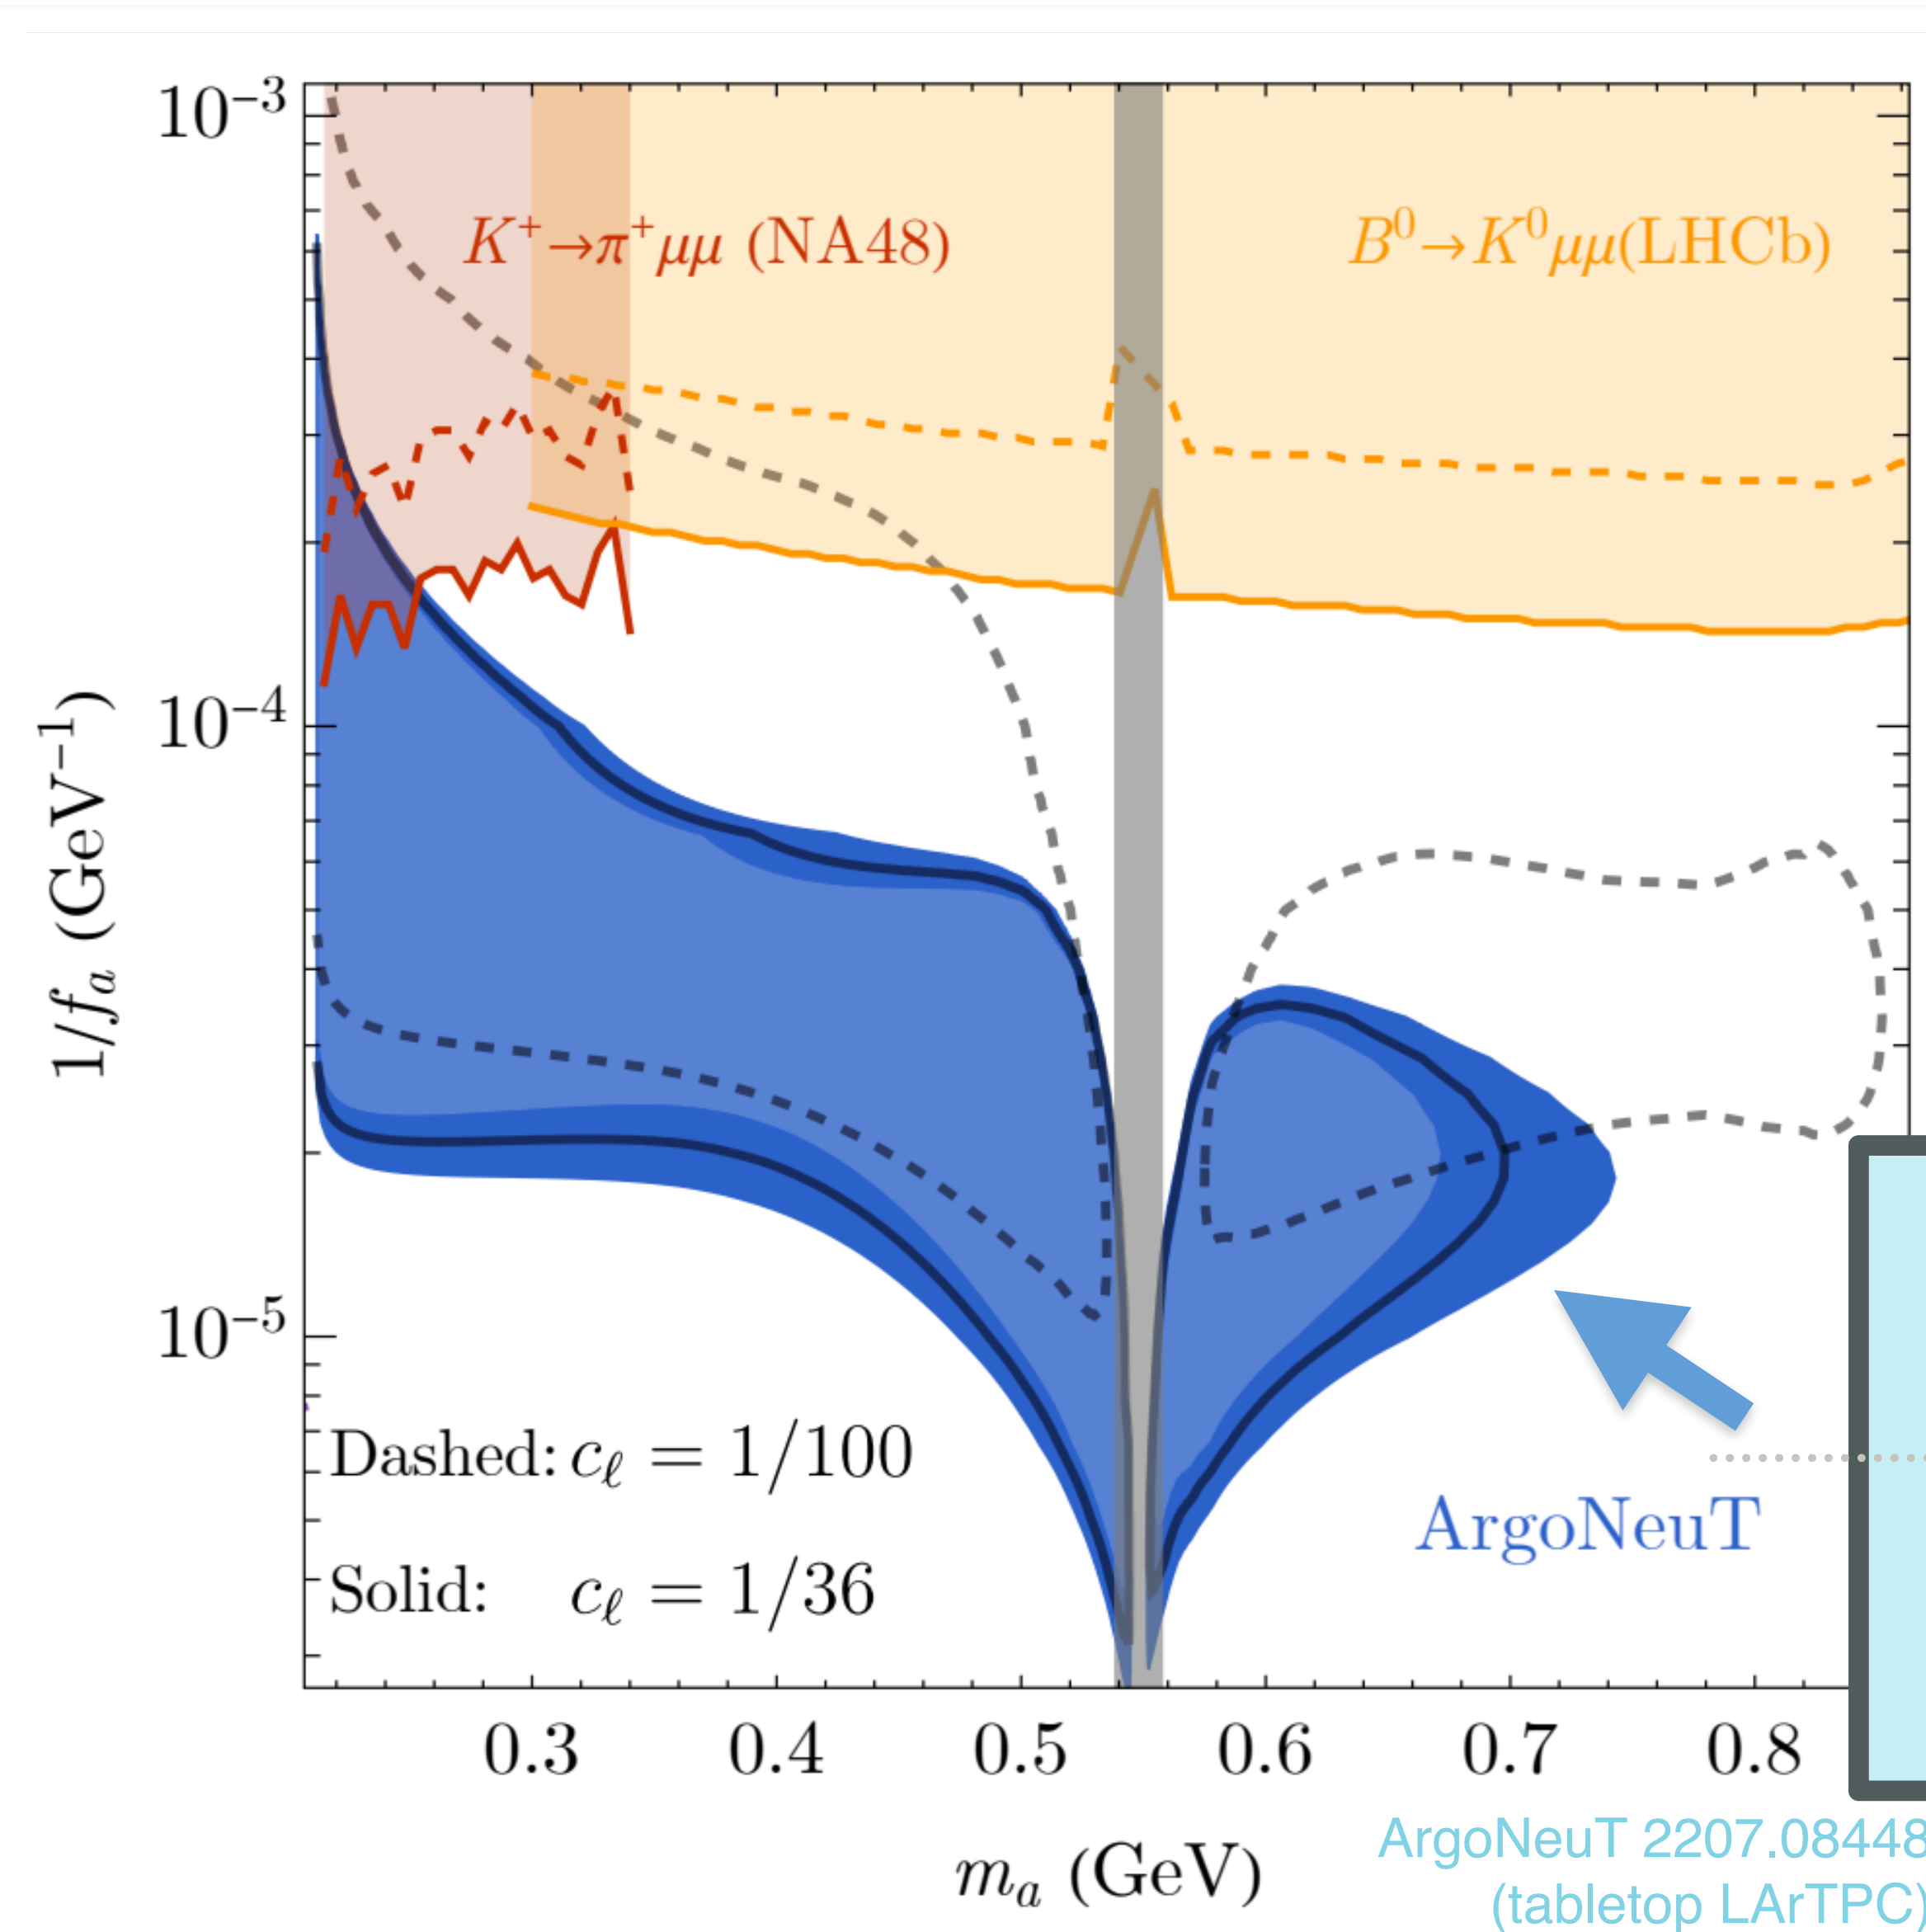 10⁻³
K⁺→π⁺μμ (NA48)
B⁰→K⁰μμ(LHCb)
10⁻⁴
1/fₐ (GeV⁻¹)
10⁻⁵
Dashed: c_ℓ = 1/100
ArgoNeuT
Solid: c_ℓ = 1/36
0.3 0.4 0.5 0.6 0.7 0.8
mₐ (GeV)
ArgoNeuT 2207.08448
(tabletop LArTPC)